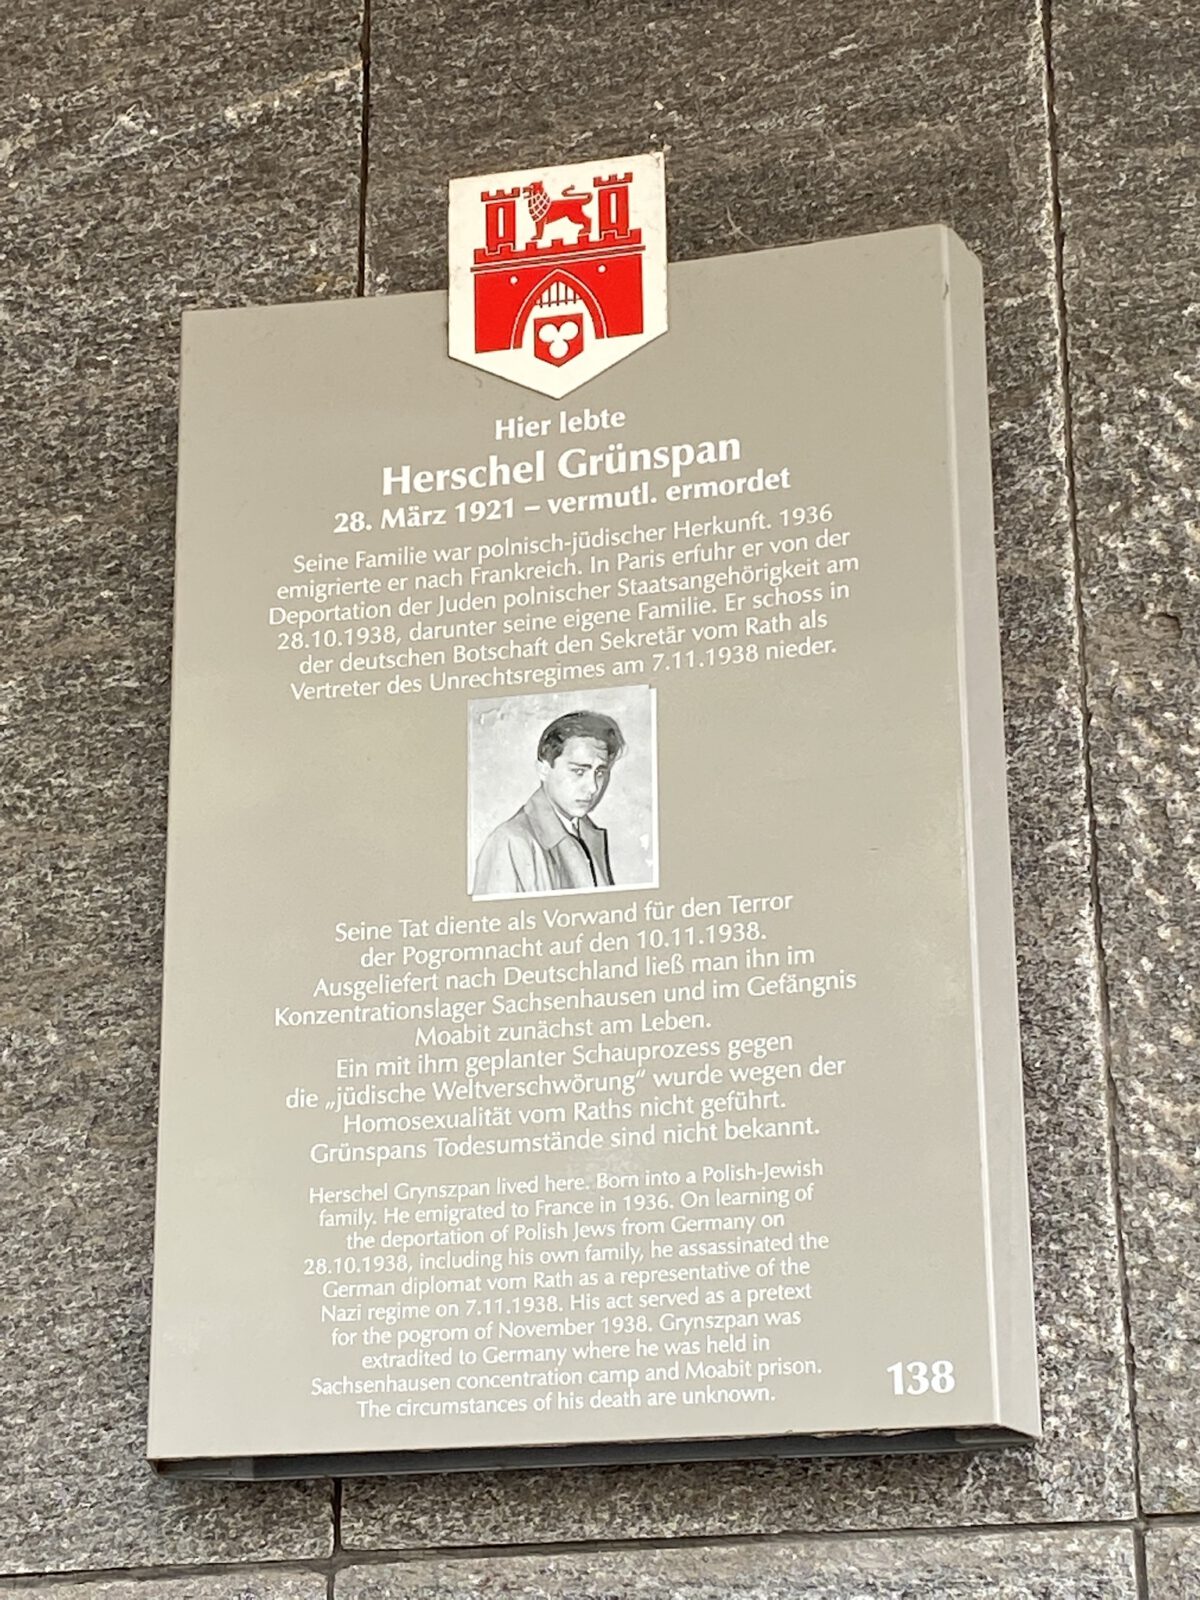 Hier lebte
Herschel Grünspan
28. März 1921 – vermutl. ermordet
Seine Familie war polnisch-jüdischer Herkunft. 1936
emigrierte er nach Frankreich. In Paris erfuhr er von der
Deportation der Juden polnischer Staatsangehörigkeit am
28.10.1938, darunter seine eigene Familie. Er schoss in
der deutschen Botschaft den Sekretär vom Rath als
Vertreter des Unrechtsregimes am 7.11.1938 nieder.
Seine Tat diente als Vorwand für den Terror
der Pogromnacht auf den 10.11.1938.
Ausgeliefert nach Deutschland ließ man ihn im
Konzentrationslager Sachsenhausen und im Gefängnis
Moabit zunächst am Leben.
Ein mit ihm geplanter Schauprozess gegen
die „jüdische Weltverschwörung“ wurde wegen der
Homosexualität vom Raths nicht geführt.
Grünspans Todesumstände sind nicht bekannt.
Herschel Grynszpan lived here. Born into a Polish-Jewish
family. He emigrated to France in 1936. On learning of
the deportation of Polish Jews from Germany on
28.10.1938, including his own family, he assassinated the
German diplomat vom Rath as a representative of the
Nazi regime on 7.11.1938. His act served as a pretext
for the pogrom of November 1938. Grynszpan was
extradited to Germany where he was held in
Sachsenhausen concentration camp and Moabit prison.
The circumstances of his death are unknown.
138